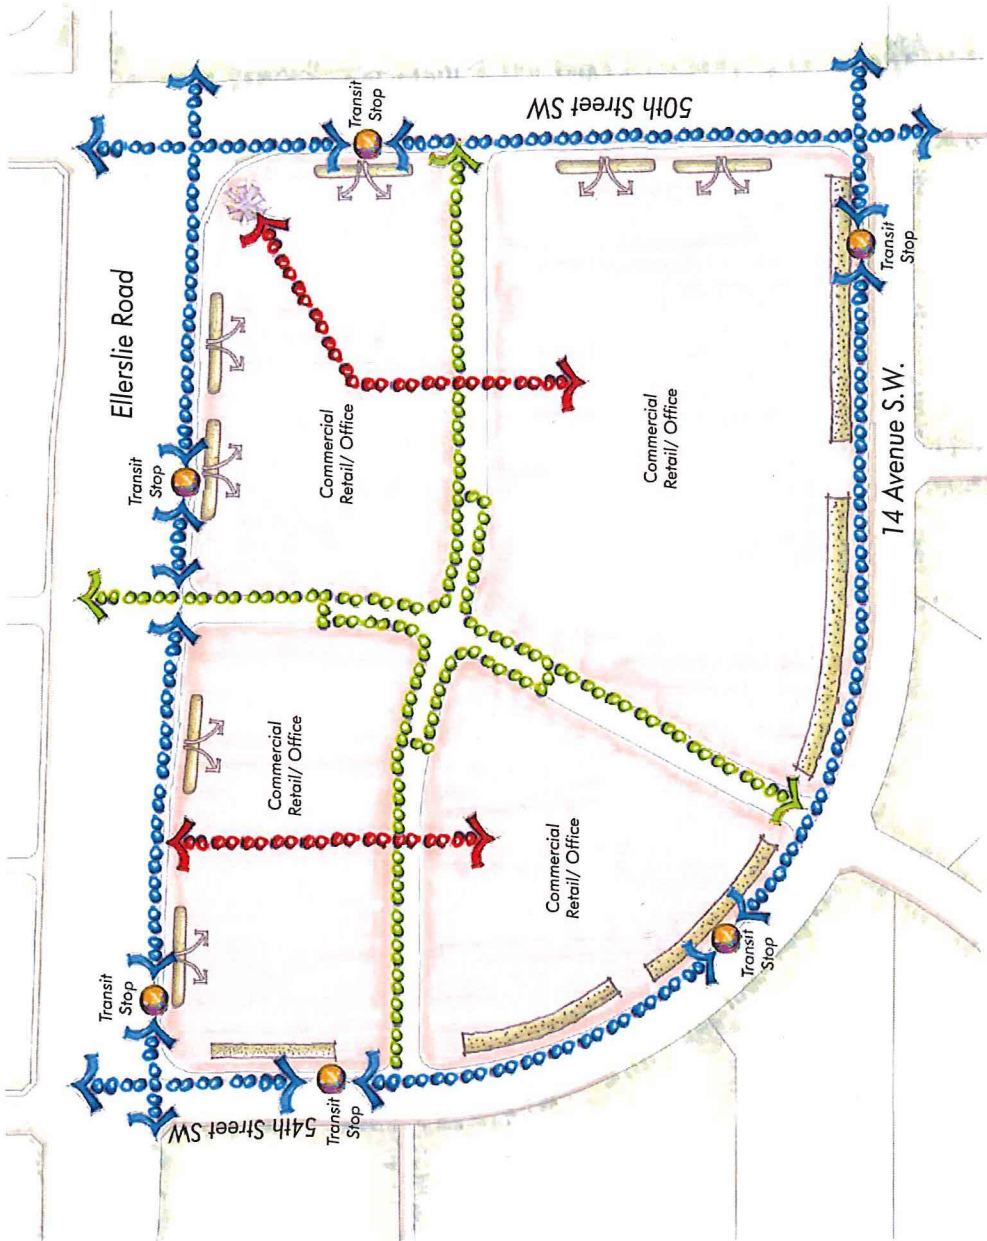 Ellerslie Road
Transit
Stop
50th Street SW
Transit
Stop
Commercial
Retail/ Office
Commercial
Retail/ Office
Transit
Stop
14 Avenue S.W.
Transit
Stop
Commercial
Retail/ Office
Commercial
Retail/ Office
Transit
Stop
54th Street SW
Transit
Stop